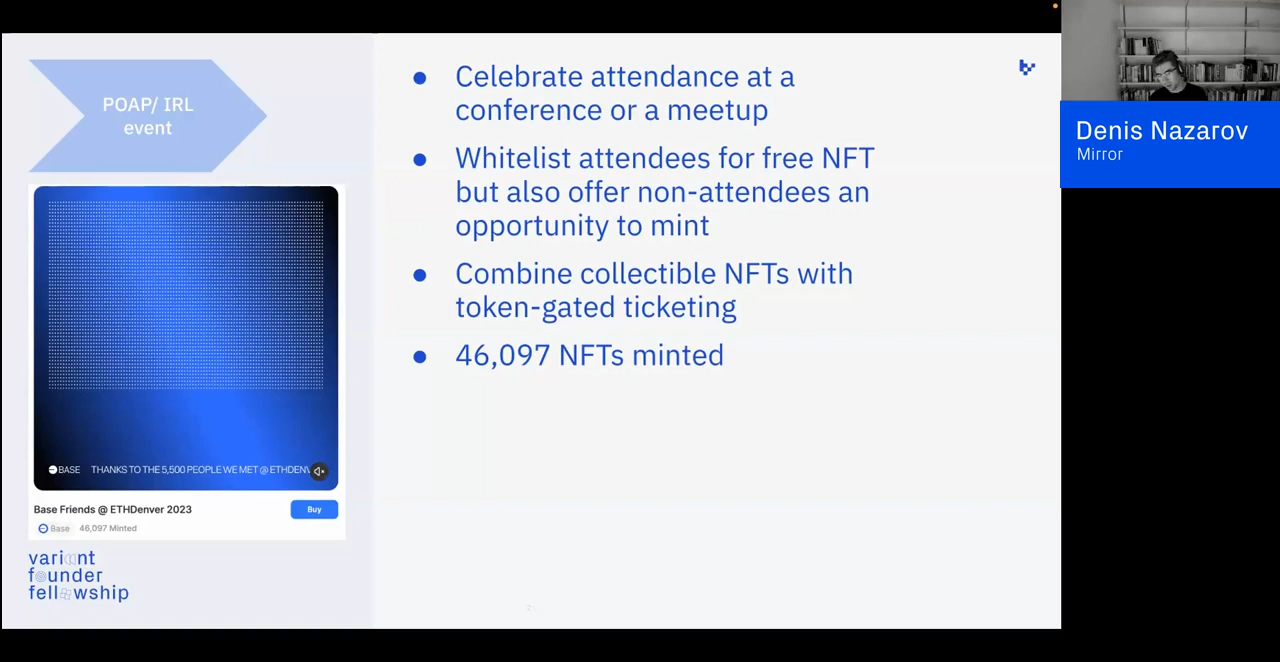 POAP/ IRL
event
BASE THANKS TO THE 5,500 PEOPLE WE MET @ ETHDENV
Base Friends @ ETHDenver 2023
Buy
Base 46,097 Minted
variant
founder
fellowship
● Celebrate attendance at a
conference or a meetup
● Whitelist attendees for free NFT
but also offer non-attendees an
opportunity to mint
● Combine collectible NFTs with
token-gated ticketing
● 46,097 NFTs minted
Denis Nazarov
Mirror